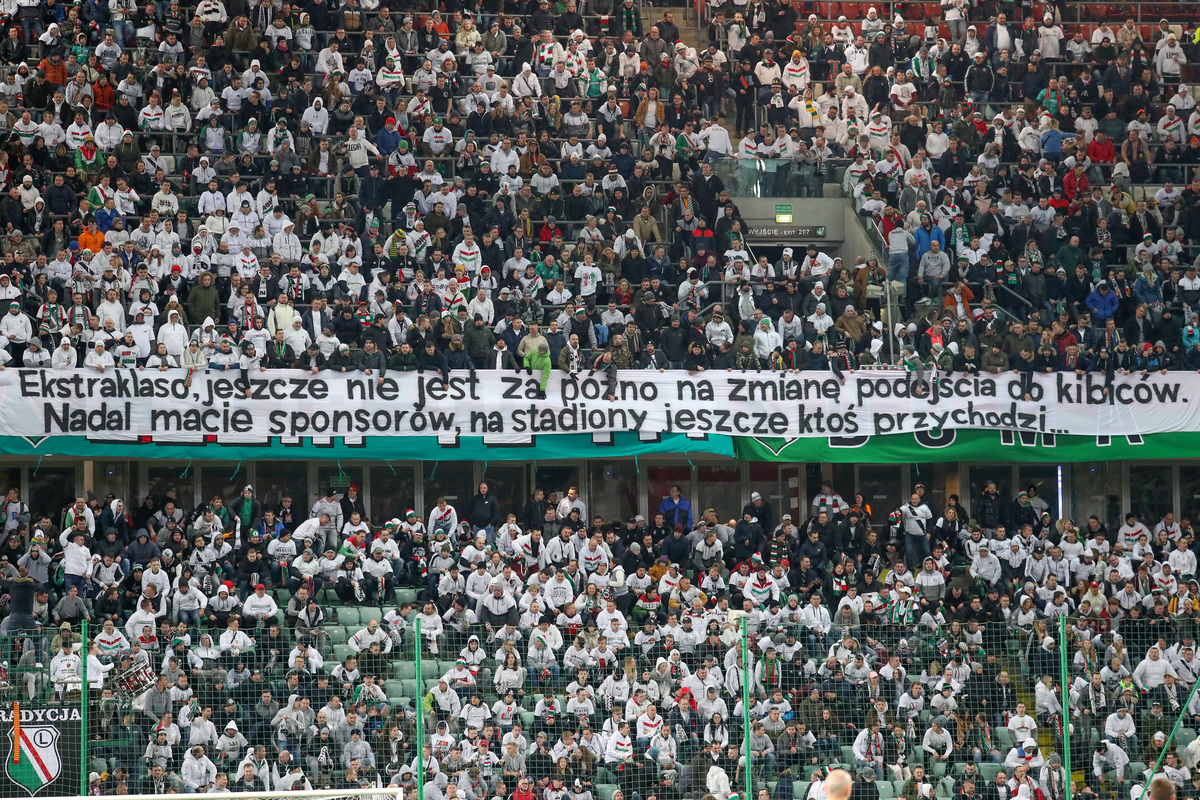 WYJŚCIE - EXIT 207
Ekstraklaso, jeszcze nie jest za późno na zmianę podejścia do kibiców.
Nadal macie sponsorów, na stadiony jeszcze ktoś przychodzi...
RADYCJA
L